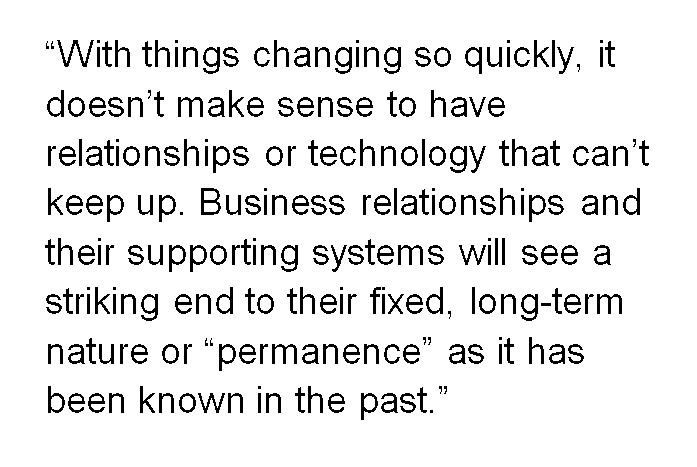 “With things changing so quickly, it
doesn’t make sense to have
relationships or technology that can’t
keep up. Business relationships and
their supporting systems will see a
striking end to their fixed, long-term
nature or “permanence” as it has
been known in the past.”